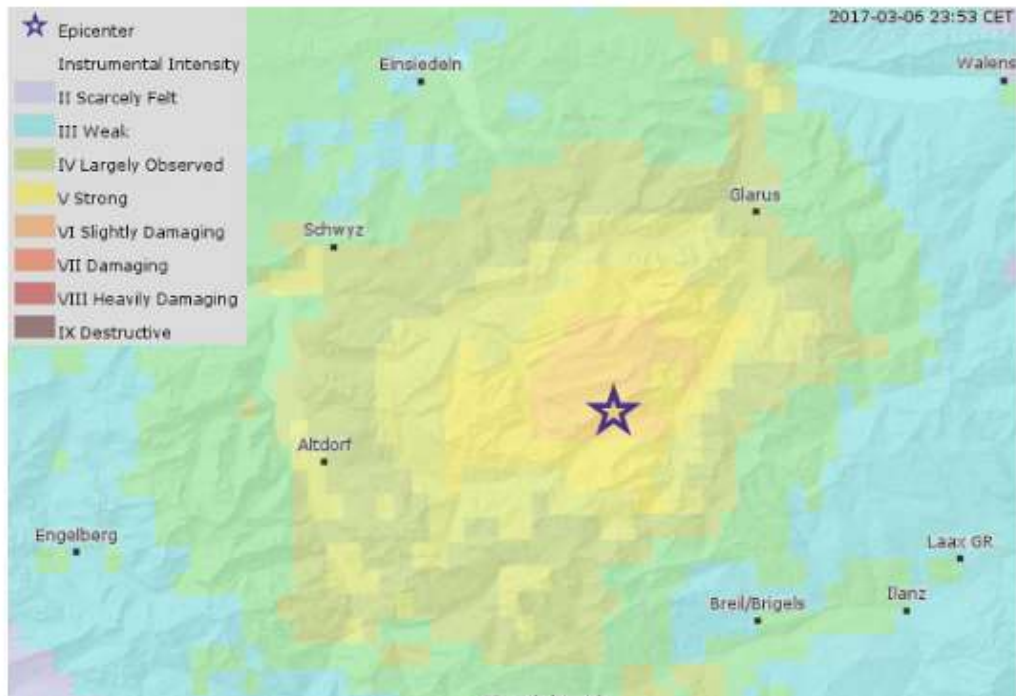 Epicenter
Instrumental Intensity
II Scarcely Felt
III Weak
IV Largely Observed
V Strong
VI Slightly Damaging
VII Damaging
VIII Heavily Damaging
IX Destructive
2017-03-06 23:53 CET
Einsiedeln
Walens
Glarus
Schwyz
Altdorf
Engelberg
Laax GR
Breil/Brigels
Ilanz